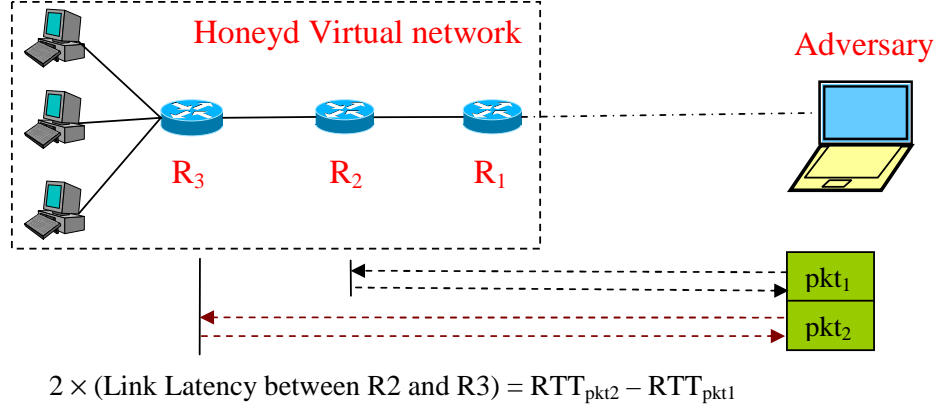 Honeyd Virtual network
Adversary
R₃
R₂
R₁
pkt₁
pkt₂
2 × (Link Latency between R2 and R3) = RTTₚₖₜ₂ – RTTₚₖₜ₁